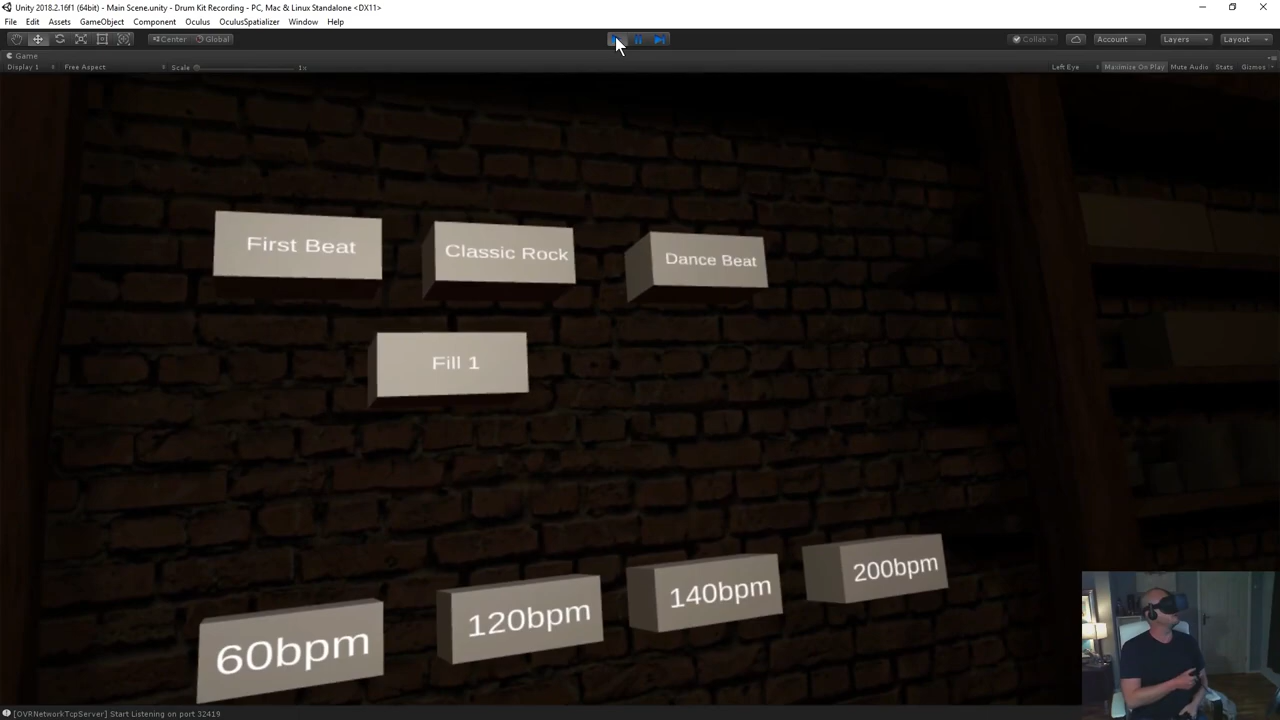 Unity 2018.2.16f1 (64bit) - Main Scene.unity - Drum Kit Recording - PC, Mac & Linux Standalone <DX11>
File Edit Assets GameObject Component Oculus OculusSpatializer Window Help
Center Global Collab Account Layers Layout
Game
Display 1 Free Aspect Scale 1x Left Eye Maximize On Play Mute Audio Stats Gizmos
First Beat Classic Rock Dance Beat
Fill 1
60bpm 120bpm 140bpm 200bpm
[OVRNetworkTcpServer] Start Listening on port 32419